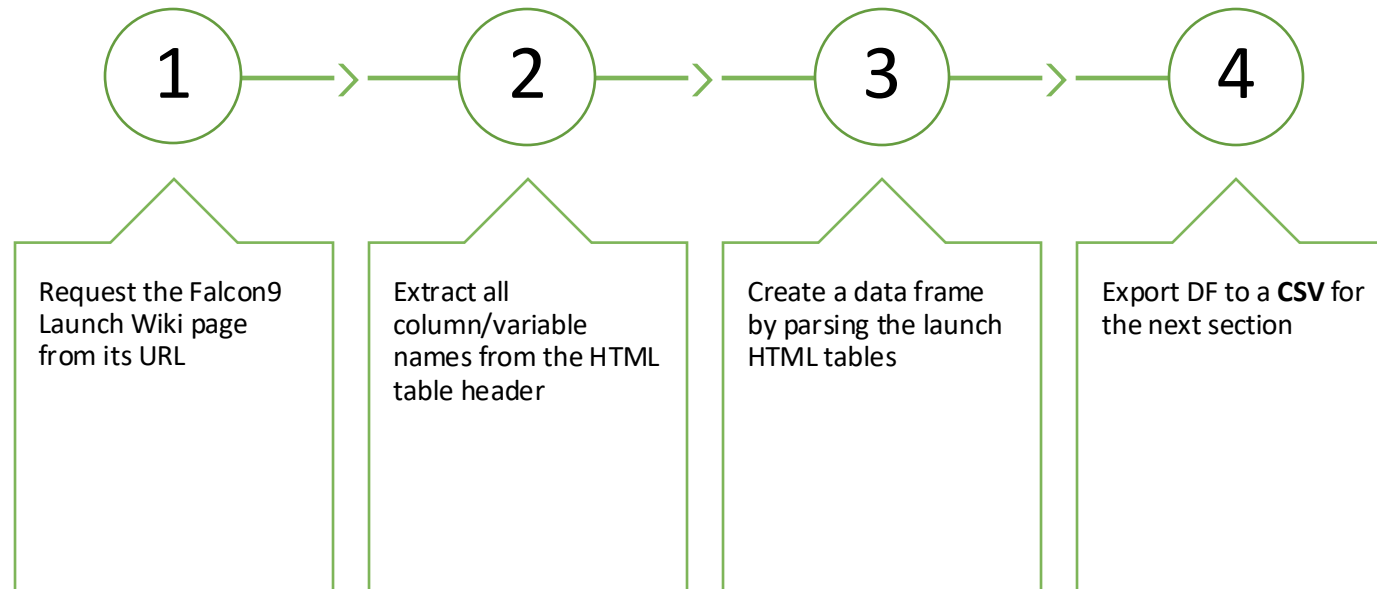 1
2
3
4
Request the Falcon9
Launch Wiki page
from its URL
Extract all
column/variable
names from the HTML
table header
Create a data frame
by parsing the launch
HTML tables
Export DF to a CSV for
the next section